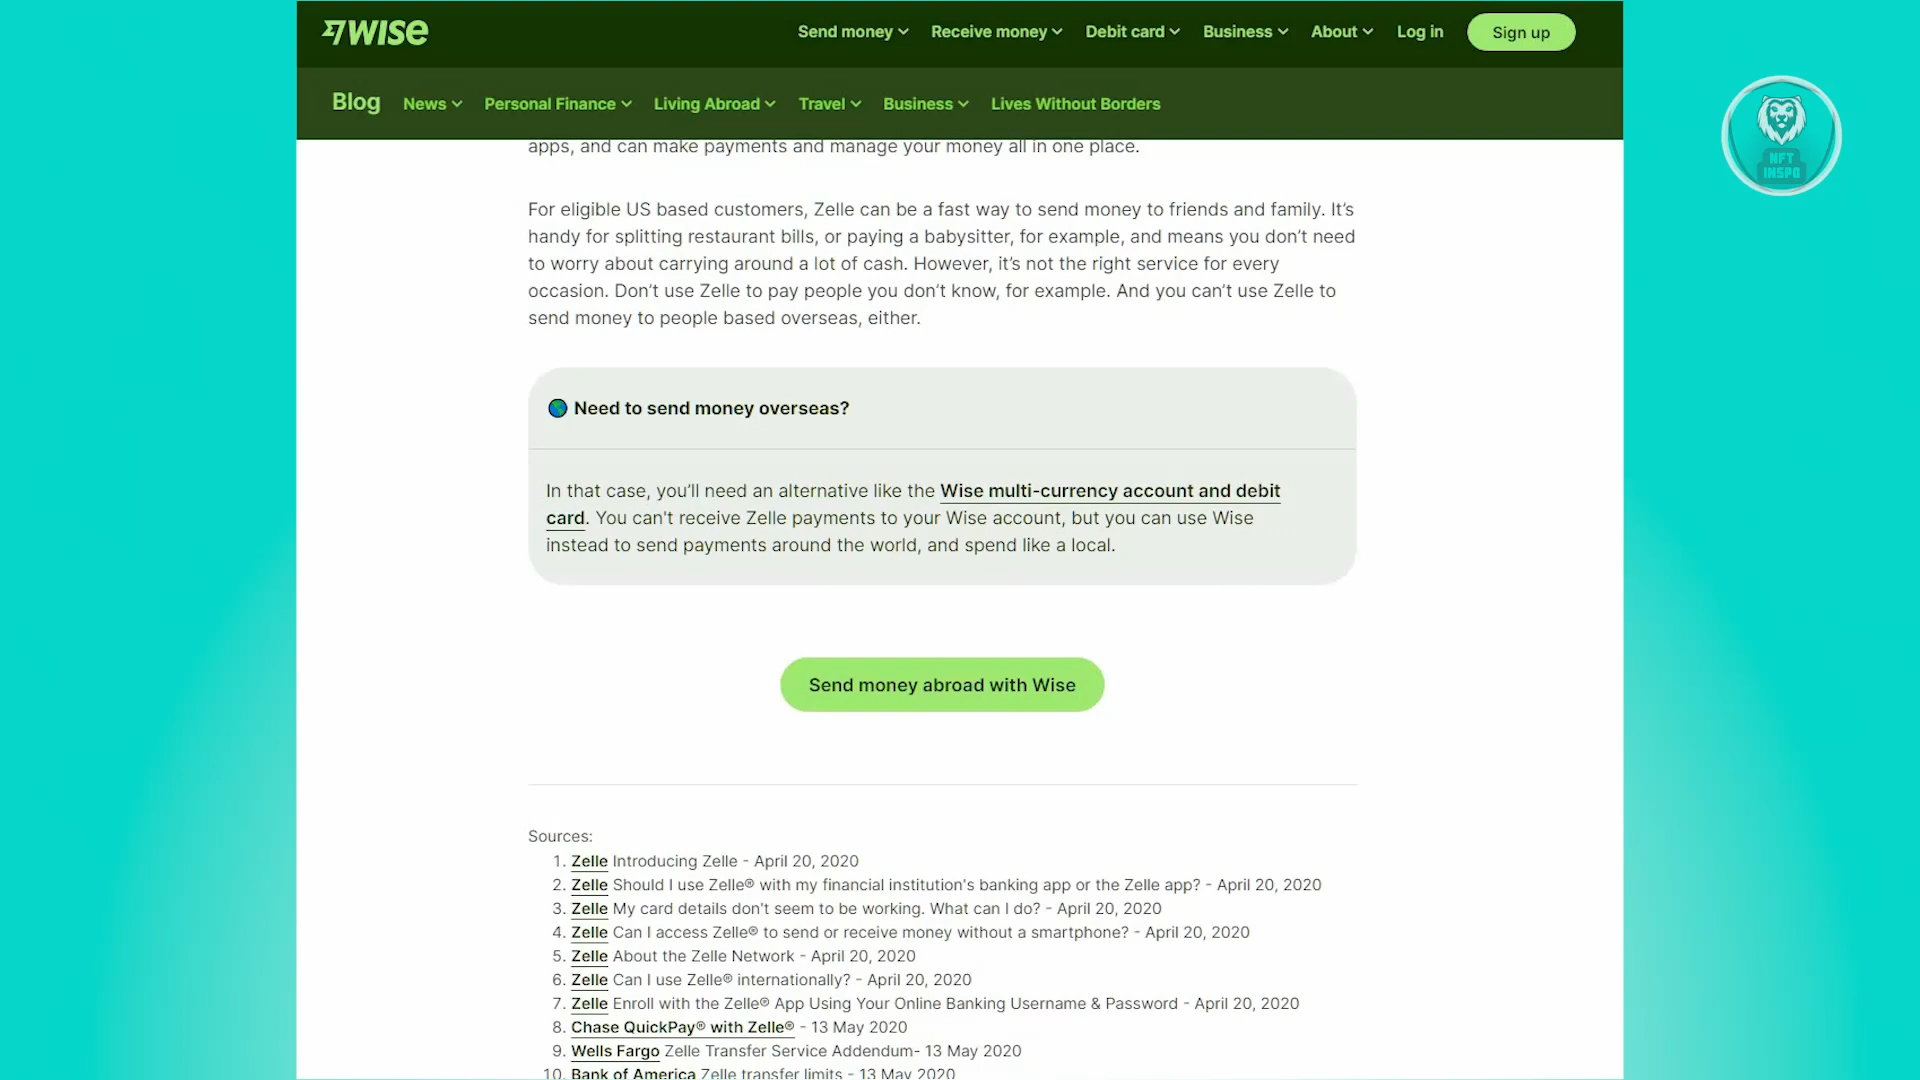 WISE
Send money
Receive money
Debit card
Business
About
Log in
Sign up
Blog
News
Personal Finance
Living Abroad
Travel
Business
Lives Without Borders
NFT
INSPO
apps, and can make payments and manage your money all in one place.
For eligible US based customers, Zelle can be a fast way to send money to friends and family. It’s
handy for splitting restaurant bills, or paying a babysitter, for example, and means you don’t need
to worry about carrying around a lot of cash. However, it’s not the right service for every
occasion. Don’t use Zelle to pay people you don’t know, for example. And you can’t use Zelle to
send money to people based overseas, either.
Need to send money overseas?
In that case, you’ll need an alternative like the Wise multi-currency account and debit
card. You can't receive Zelle payments to your Wise account, but you can use Wise
instead to send payments around the world, and spend like a local.
Send money abroad with Wise
Sources:
1. Zelle Introducing Zelle - April 20, 2020
2. Zelle Should I use Zelle® with my financial institution's banking app or the Zelle app? - April 20, 2020
3. Zelle My card details don't seem to be working. What can I do? - April 20, 2020
4. Zelle Can I access Zelle® to send or receive money without a smartphone? - April 20, 2020
5. Zelle About the Zelle Network - April 20, 2020
6. Zelle Can I use Zelle® internationally? - April 20, 2020
7. Zelle Enroll with the Zelle® App Using Your Online Banking Username & Password - April 20, 2020
8. Chase QuickPay® with Zelle® - 13 May 2020
9. Wells Fargo Zelle Transfer Service Addendum- 13 May 2020
10. Bank of America Zelle transfer limits - 13 May 2020